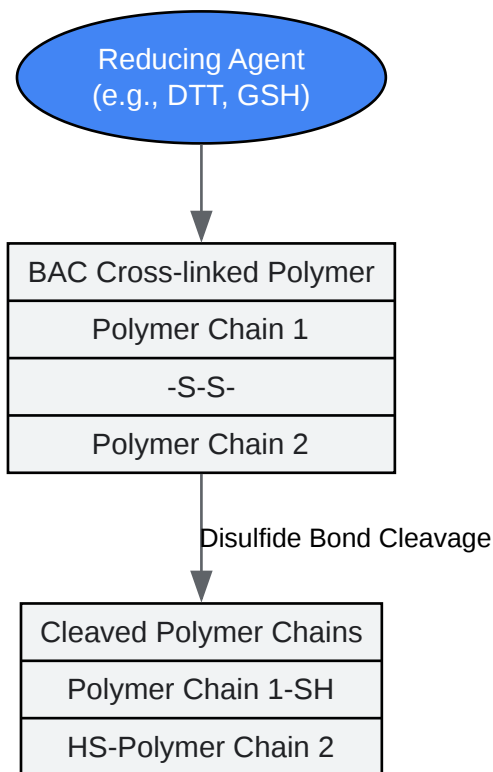 Reducing Agent
(e.g., DTT, GSH)
BAC Cross-linked Polymer
Polymer Chain 1
-S-S-
Polymer Chain 2
Disulfide Bond Cleavage
Cleaved Polymer Chains
Polymer Chain 1-SH
HS-Polymer Chain 2